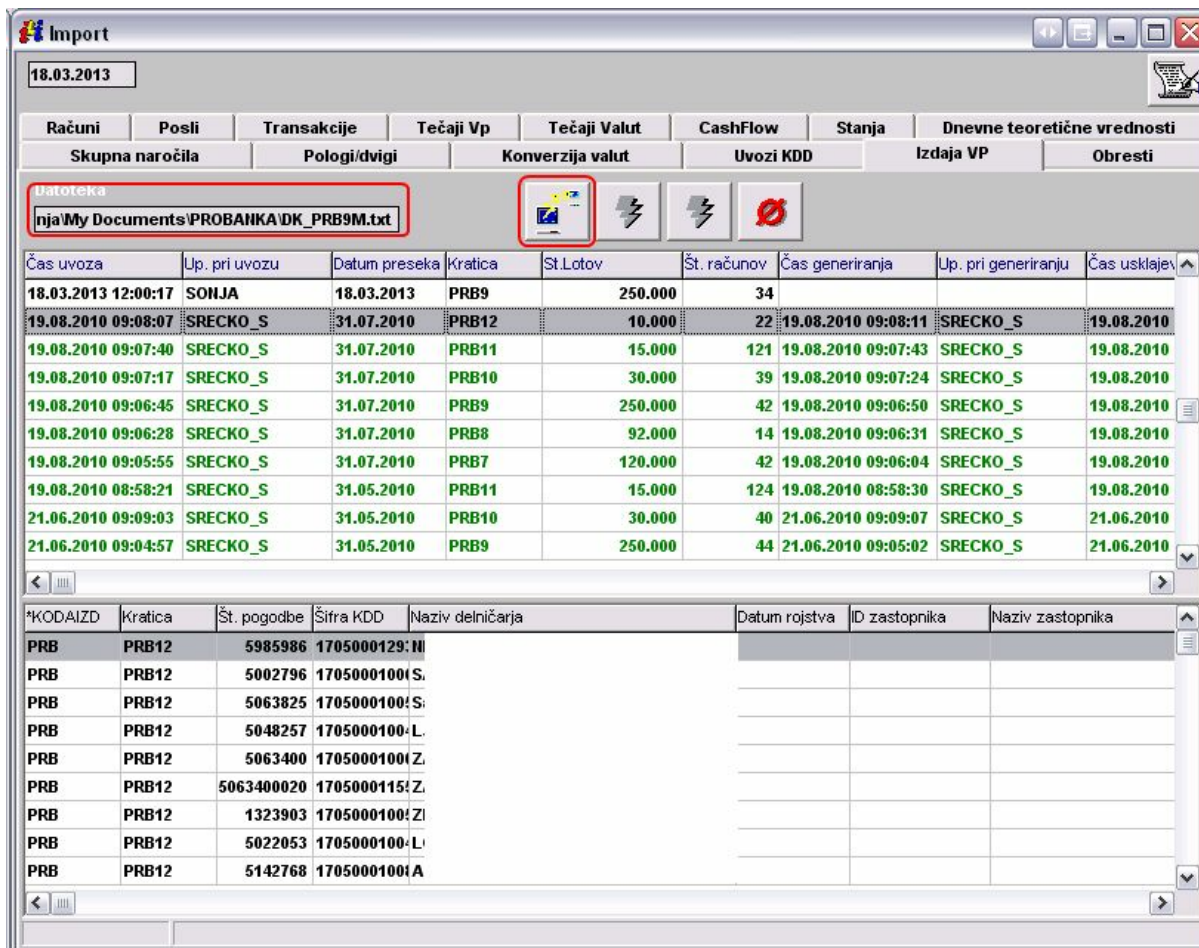 Import
18.03.2013
Računi Posli Transakcije Tečaji Vp Tečaji Valut CashFlow Stanja Dnevne teoretične vrednosti
Skupna naročila Pologi/dvigi Konverzija valut Uvozi KDD Izdaja VP Obresti
Datoteka
nja\My Documents\PROBANKA\DK_PRB9M.txt
Čas uvoza Up. pri uvozu Datum preseka Kratica St.Lotov Št. računov Čas generiranja Up. pri generiranju Čas usklajev
18.03.2013 12:00:17 SONJA 18.03.2013 PRB9 250.000 34
19.08.2010 09:08:07 SRECKO_S 31.07.2010 PRB12 10.000 22 19.08.2010 09:08:11 SRECKO_S 19.08.2010
19.08.2010 09:07:40 SRECKO_S 31.07.2010 PRB11 15.000 121 19.08.2010 09:07:43 SRECKO_S 19.08.2010
19.08.2010 09:07:17 SRECKO_S 31.07.2010 PRB10 30.000 39 19.08.2010 09:07:24 SRECKO_S 19.08.2010
19.08.2010 09:06:45 SRECKO_S 31.07.2010 PRB9 250.000 42 19.08.2010 09:06:50 SRECKO_S 19.08.2010
19.08.2010 09:06:28 SRECKO_S 31.07.2010 PRB8 92.000 14 19.08.2010 09:06:31 SRECKO_S 19.08.2010
19.08.2010 09:05:55 SRECKO_S 31.07.2010 PRB7 120.000 42 19.08.2010 09:06:04 SRECKO_S 19.08.2010
19.08.2010 08:58:21 SRECKO_S 31.05.2010 PRB11 15.000 124 19.08.2010 08:58:30 SRECKO_S 19.08.2010
21.06.2010 09:09:03 SRECKO_S 31.05.2010 PRB10 30.000 40 21.06.2010 09:09:07 SRECKO_S 21.06.2010
21.06.2010 09:04:57 SRECKO_S 31.05.2010 PRB9 250.000 44 21.06.2010 09:05:02 SRECKO_S 21.06.2010
*KODAIZD Kratica Št. pogodbe Šifra KDD Naziv delničarja Datum rojstva ID zastopnika Naziv zastopnika
PRB PRB12 5985986
PRB PRB12 5002796
PRB PRB12 5063825
PRB PRB12 5048257
PRB PRB12 5063400
PRB PRB12 5063400020
PRB PRB12 1323903
PRB PRB12 5022053
PRB PRB12 5142768